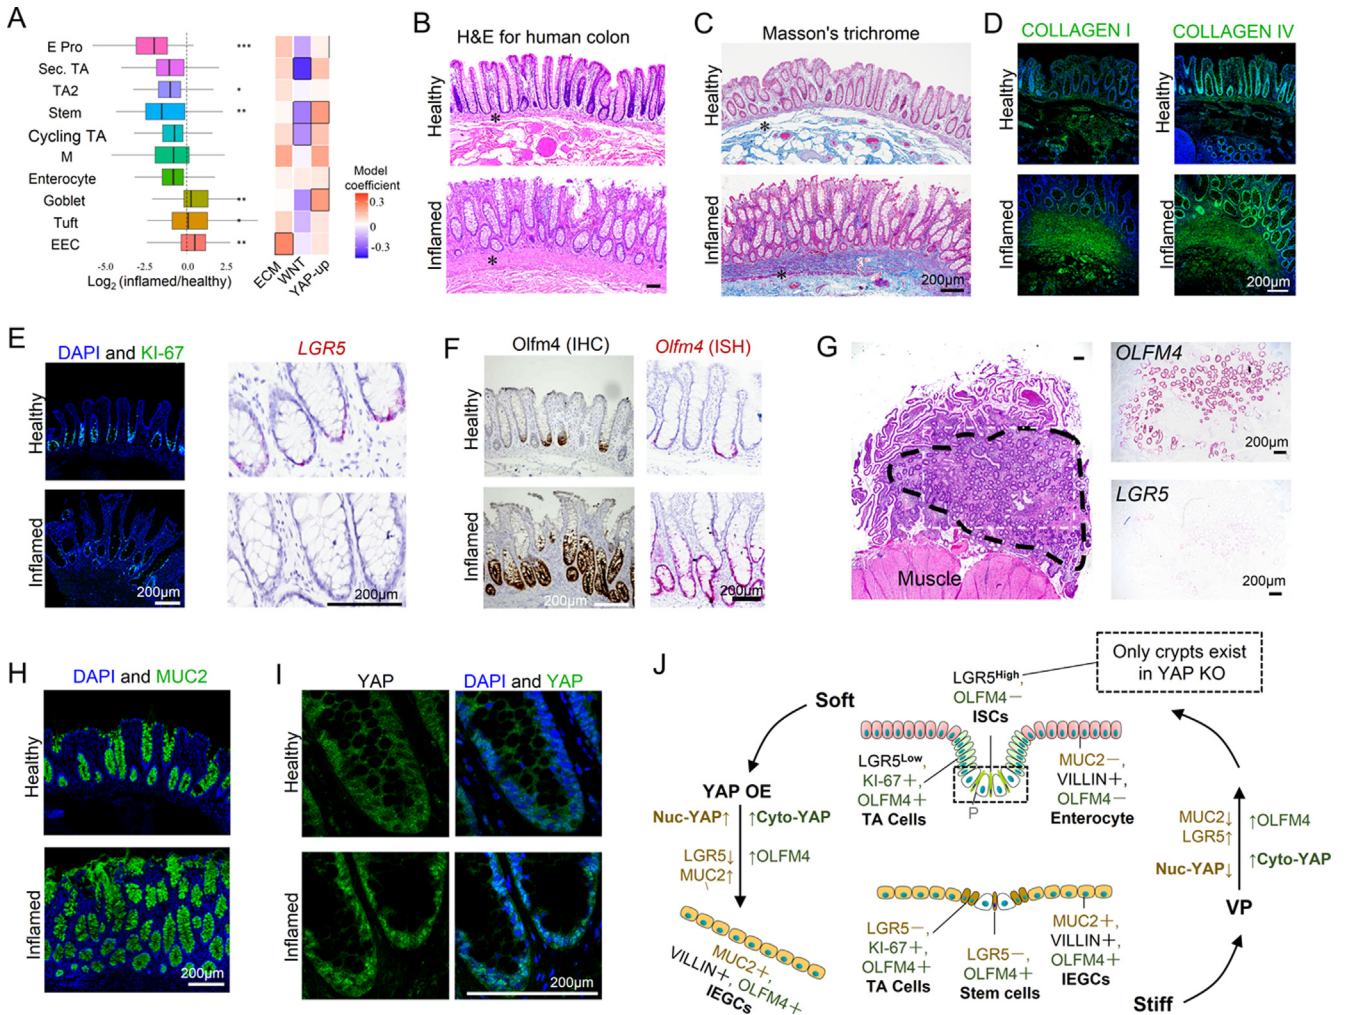 A
E Pro
Sec. TA
TA2
Stem
Cycling TA
M
Enterocyte
Goblet
Tuft
EEC
***
*
**
**
*
**
-5.0 -2.5 0.0 2.5
Log2 (inflamed/healthy)
ECM
WNT
YAP-up
Model
coefficient
0.3
0
-0.3
B
H&E for human colon
Healthy
*
Inflamed
*
C
Masson's trichrome
Healthy
*
Inflamed
*
200μm
D
COLLAGEN I COLLAGEN IV
Healthy
Inflamed
200μm
E
DAPI and KI-67
LGR5
Healthy
Inflamed
200μm
200μm
F
Olfm4 (IHC)
Olfm4 (ISH)
Healthy
Inflamed
200μm
200μm
G
Muscle
OLFM4
200μm
LGR5
200μm
H
DAPI and MUC2
Healthy
Inflamed
200μm
I
YAP
DAPI and YAP
Healthy
Inflamed
200μm
J
Soft
YAP OE
Nuc-YAP↑ ↑Cyto-YAP
LGR5↓ ↑OLFM4
MUC2↑
MUC2+,
VILLIN+, OLFM4+
IEGCs
LGR5High,
OLFM4−
ISCs
Only crypts exist
in YAP KO
LGR5Low,
KI-67+,
OLFM4+
TA Cells
P
MUC2−,
VILLIN+,
OLFM4−
Enterocyte
LGR5−,
KI-67+,
OLFM4+
TA Cells
LGR5−,
OLFM4+
Stem cells
MUC2+,
VILLIN+,
OLFM4+
IEGCs
MUC2↓ ↑OLFM4
LGR5↑
Nuc-YAP↓ ↑Cyto-YAP
VP
Stiff